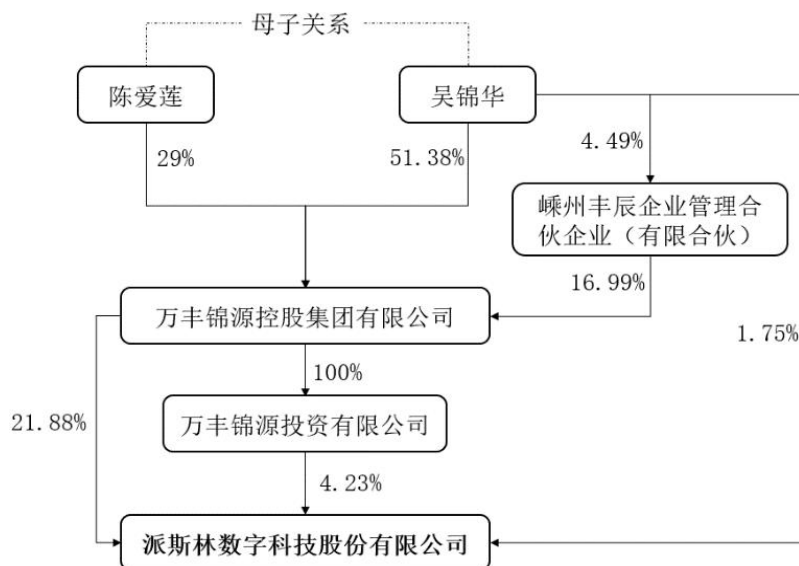 母子关系
陈爱莲
吴锦华
29%
51.38%
4.49%
嵊州丰辰企业管理合
伙企业（有限合伙）
16.99%
万丰锦源控股集团有限公司
1.75%
100%
21.88%
万丰锦源投资有限公司
4.23%
派斯林数字科技股份有限公司